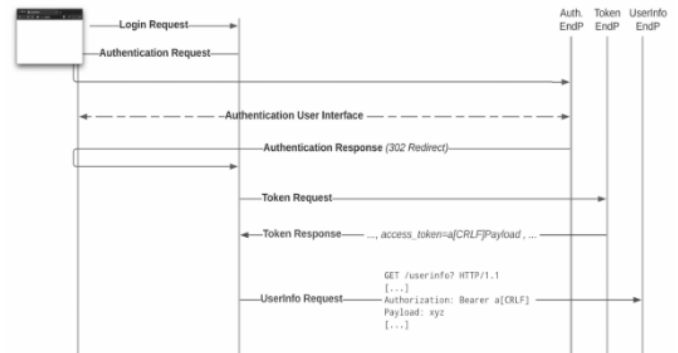 Auth. Token UserInfo
EndP EndP EndP
Login Request
Authentication Request
Authentication User Interface
Authentication Response (302 Redirect)
Token Request
Token Response ..., access_token=a[CRLF]Payload , ...
GET /userinfo? HTTP/1.1
[...]
UserInfo Request Authorization: Bearer a[CRLF]
Payload: xyz
[...]